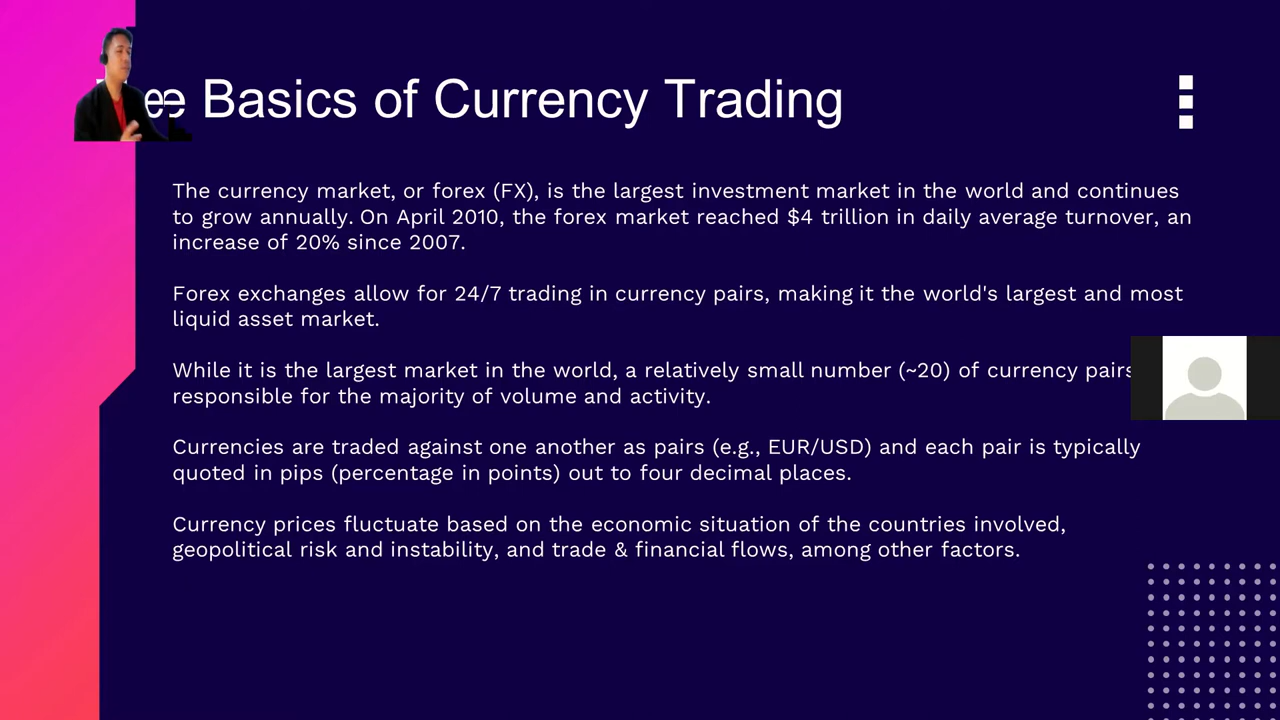 Basics of Currency Trading
The currency market, or forex (FX), is the largest investment market in the world and continues
to grow annually. On April 2010, the forex market reached $4 trillion in daily average turnover, an
increase of 20% since 2007.
Forex exchanges allow for 24/7 trading in currency pairs, making it the world's largest and most
liquid asset market.
While it is the largest market in the world, a relatively small number (~20) of currency pairs
responsible for the majority of volume and activity.
Currencies are traded against one another as pairs (e.g., EUR/USD) and each pair is typically
quoted in pips (percentage in points) out to four decimal places.
Currency prices fluctuate based on the economic situation of the countries involved,
geopolitical risk and instability, and trade & financial flows, among other factors.